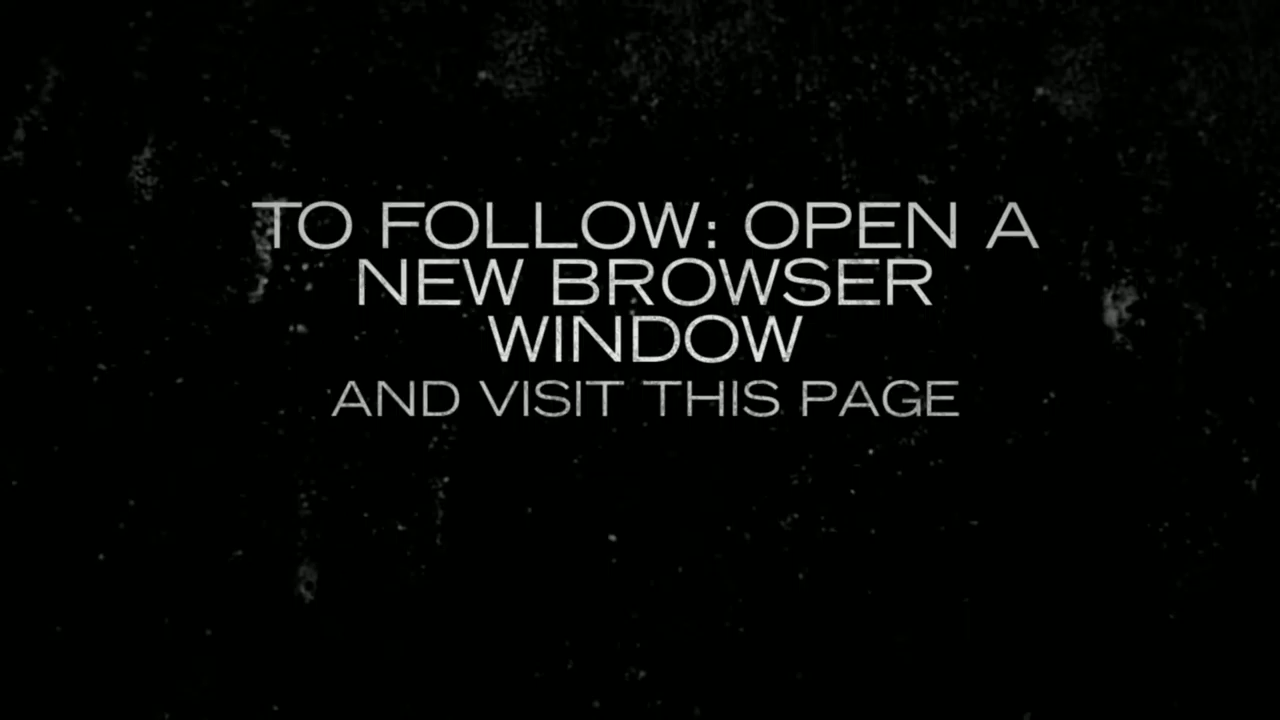 TO FOLLOW: OPEN A
NEW BROWSER
WINDOW
AND VISIT THIS PAGE